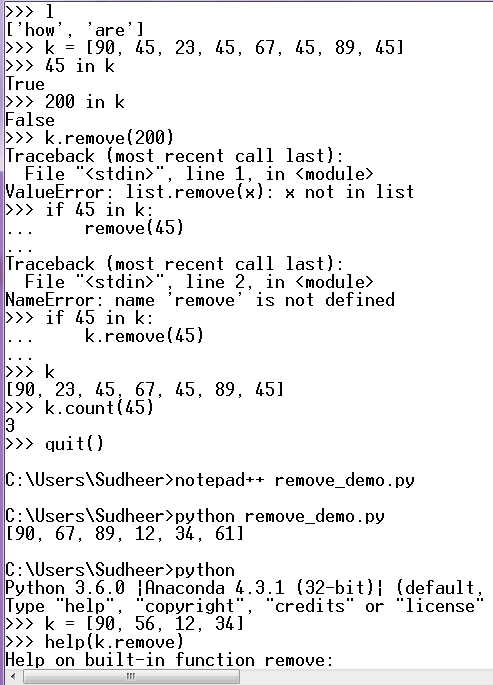 >>> l
['how', 'are']
>>> k = [90, 45, 23, 45, 67, 45, 89, 45]
>>> 45 in k
True
>>> 200 in k
False
>>> k.remove(200)
Traceback (most recent call last):
  File "<stdin>", line 1, in <module>
ValueError: list.remove(x): x not in list
>>> if 45 in k:
...     remove(45)
...
Traceback (most recent call last):
  File "<stdin>", line 2, in <module>
NameError: name 'remove' is not defined
>>> if 45 in k:
...     k.remove(45)
...
>>> k
[90, 23, 45, 67, 45, 89, 45]
>>> k.count(45)
3
>>> quit()
C:\Users\Sudheer>notepad++ remove_demo.py
C:\Users\Sudheer>python remove_demo.py
[90, 67, 89, 12, 34, 61]
C:\Users\Sudheer>python
Python 3.6.0 |Anaconda 4.3.1 (32-bit)| (default,
Type "help", "copyright", "credits" or "license"
>>> k = [90, 56, 12, 34]
>>> help(k.remove)
Help on built-in function remove: